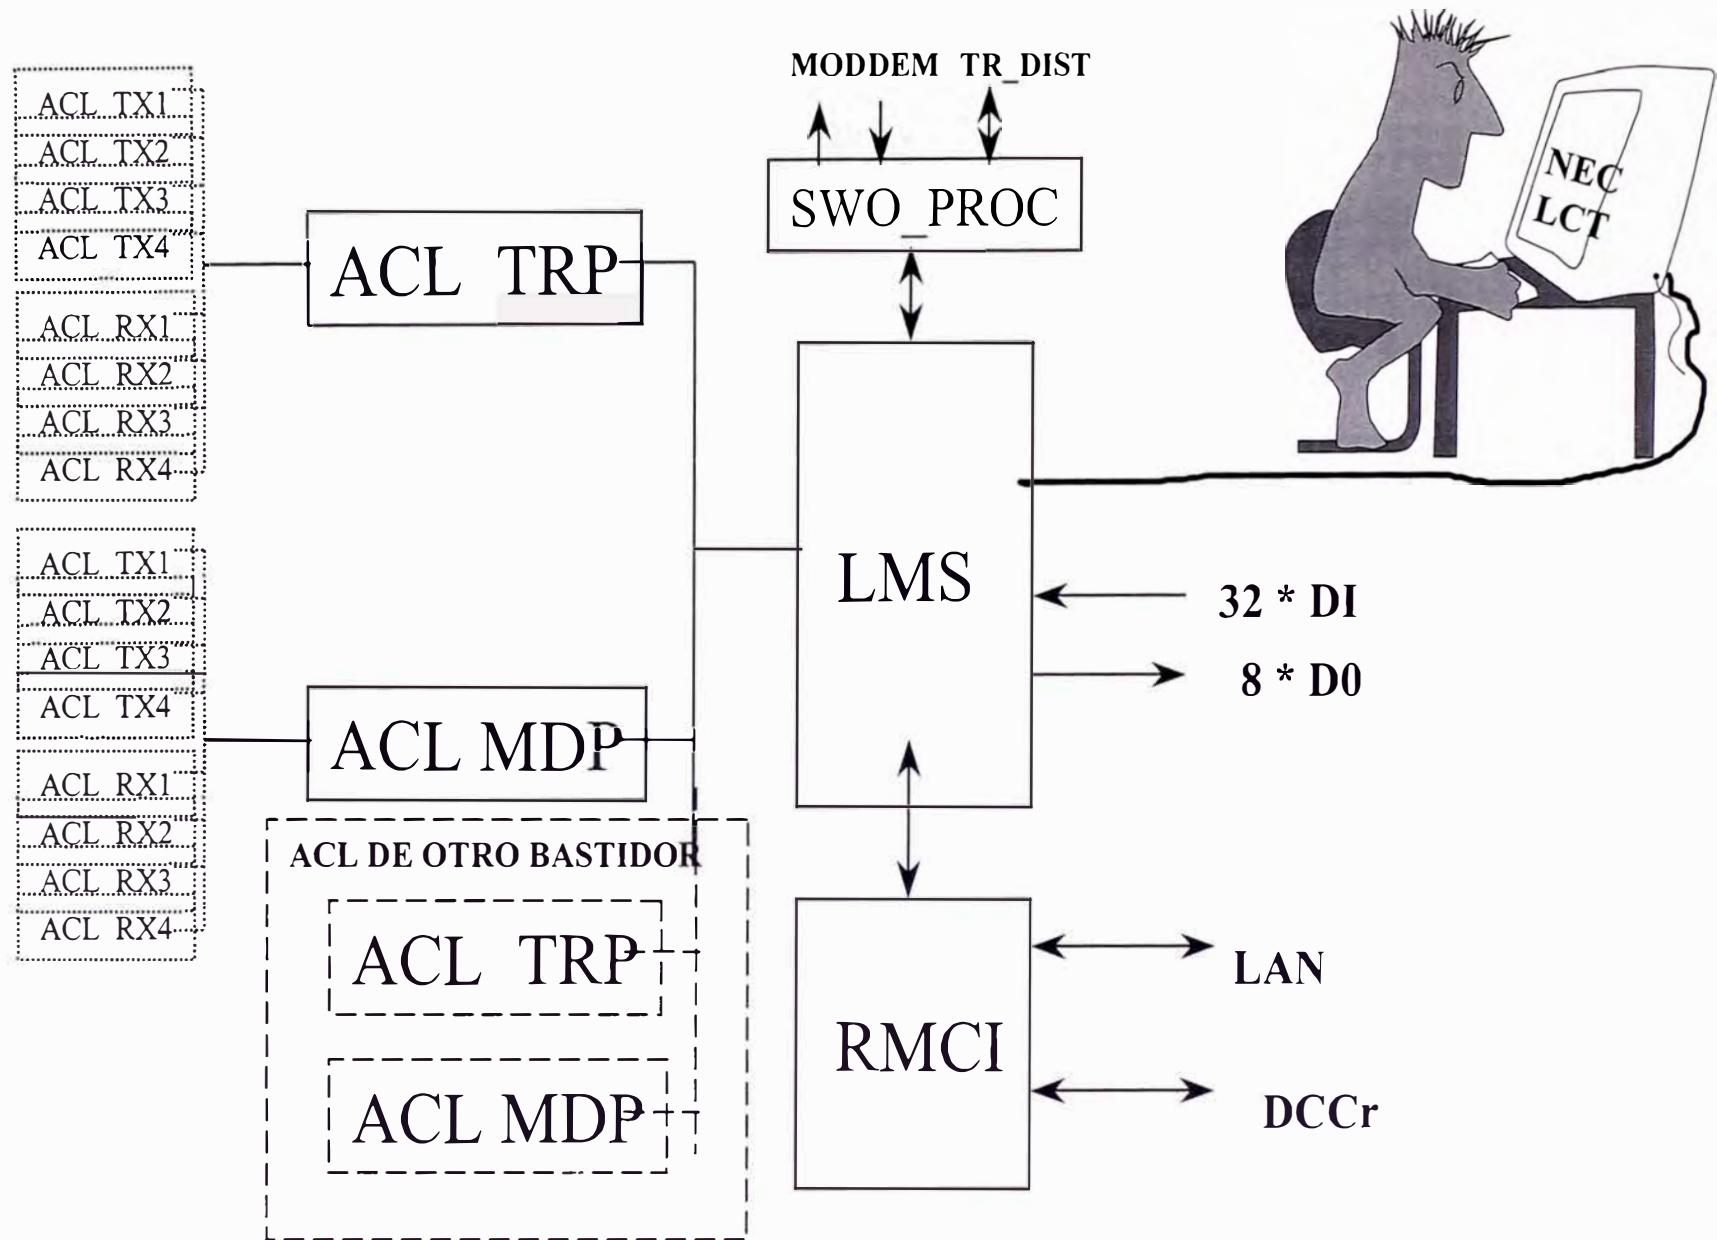 MODDEM TR_DIST
SWO_PROC
NEC
LCT
ACL TX1
ACL TX2
ACL TX3
ACL TX4
ACL RX1
ACL RX2
ACL RX3
ACL RX4
ACL TRP
ACL TX1
ACL TX2
ACL TX3
ACL TX4
ACL RX1
ACL RX2
ACL RX3
ACL RX4
ACL MDP
ACL DE OTRO BASTIDOR
ACL TRP
ACL MDP
LMS
32 * DI
8 * D0
RMCI
LAN
DCCr